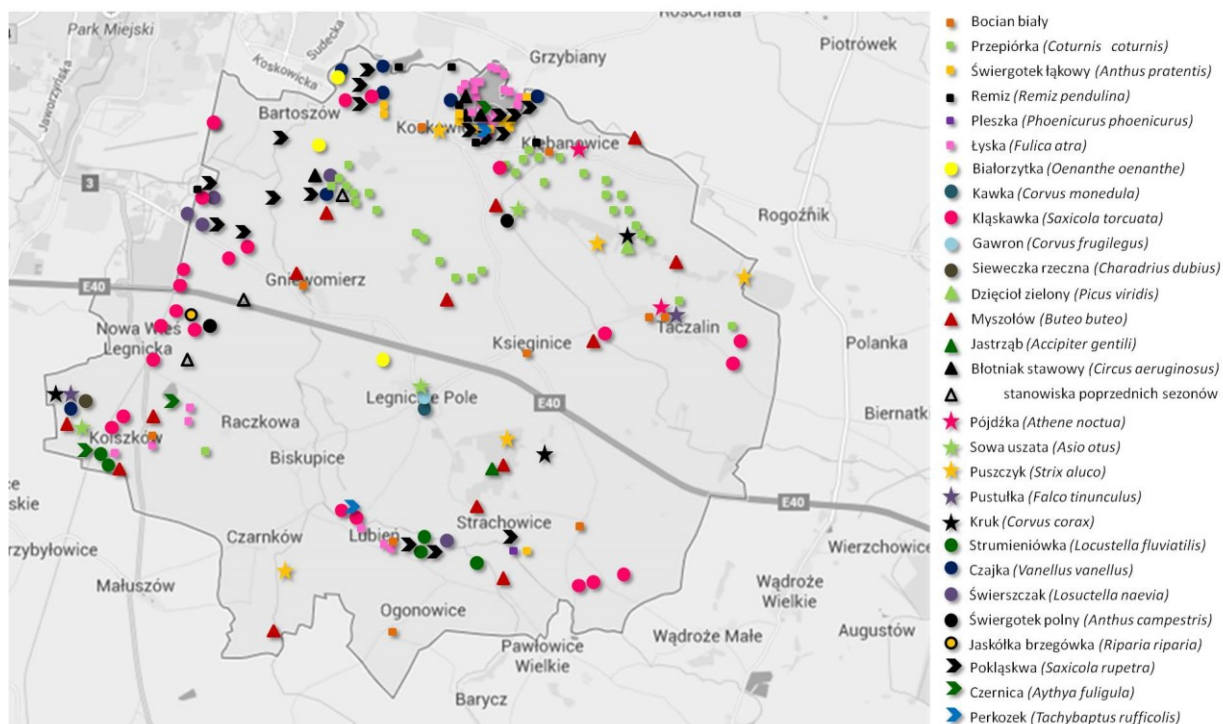 Park Miejski
Sudecka
Koskowicka
Jaworzyńska
Rosochata
Grzybiany
Piotrówek
Bartoszów
Kłębanowice
3
Rogoźnik
Gniewomierz
E40
Nowa Wieś
Legnicka
Księginice
Taczalin
Polanka
Legnickie Pole
E40
Biernatki
Raczkowa
Koiszków
Biskupice
E40
Strachowice
Czarnków
Lubień
Wierzchowice
Małuszów
Wądroże
Wielkie
Ogonowice
Wądroże Małe
Augustów
Pawłowice
Wielkie
Barycz
Bocian biały
Przepiórka (Coturnis coturnis)
Świergotek łąkowy (Anthus pratentis)
Remiz (Remiz pendulina)
Pleszka (Phoenicurus phoenicurus)
Łyska (Fulica atra)
Białorzytka (Oenanthe oenanthe)
Kawka (Corvus monedula)
Kląskawka (Saxicola torcuata)
Gawron (Corvus frugilegus)
Sieweczka rzeczna (Charadrius dubius)
Dzięcioł zielony (Picus viridis)
Myszołów (Buteo buteo)
Jastrząb (Accipiter gentili)
Błotniak stawowy (Circus aeruginosus)
stanowiska poprzednich sezonów
Pójdźka (Athene noctua)
Sowa uszata (Asio otus)
Puszczyk (Strix aluco)
Pustułka (Falco tinunculus)
Kruk (Corvus corax)
Strumieniówka (Locustella fluviatilis)
Czajka (Vanellus vanellus)
Świerszczak (Losuctella naevia)
Świergotek polny (Anthus campestris)
Jaskółka brzegówka (Riparia riparia)
Pokląskwa (Saxicola rupetra)
Czernica (Aythya fuligula)
Perkozek (Tachybaptus rufficolis)